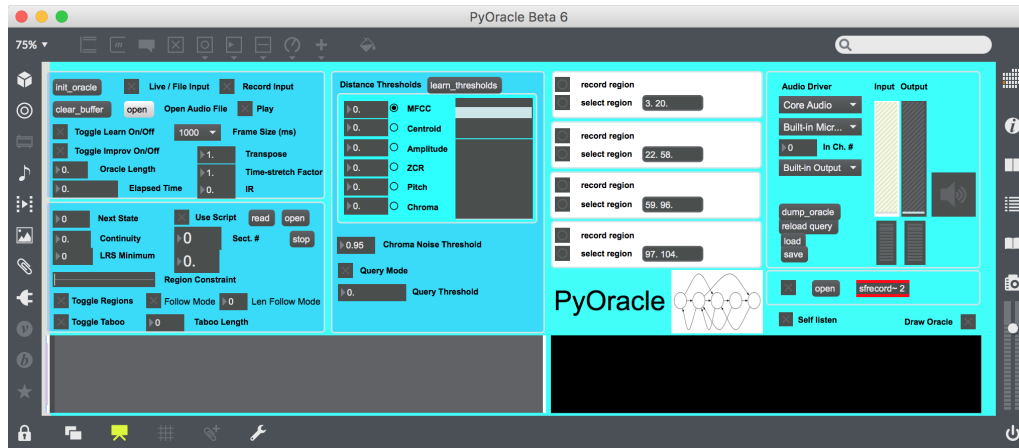 PyOracle Beta 6
75%
init_oracle Live / File Input Record Input
clear_buffer open Open Audio File Play
Toggle Learn On/Off 1000 Frame Size (ms)
Toggle Improv On/Off 1. Transpose
0. Oracle Length 1. Time-stretch Factor
0. Elapsed Time 0. IR
0 Next State Use Script read open
0. Continuity 0 Sect. # stop
0 LRS Minimum 0.
Region Constraint
Toggle Regions Follow Mode 0 Len Follow Mode
Toggle Taboo 0 Taboo Length
Distance Thresholds learn_thresholds
0. MFCC
0. Centroid
0. Amplitude
0. ZCR
0. Pitch
0. Chroma
0.95 Chroma Noise Threshold
Query Mode
0. Query Threshold
record region
select region 3. 20.
record region
select region 22. 58.
record region
select region 59. 96.
record region
select region 97. 104.
PyOracle
Audio Driver Input Output
Core Audio
Built-in Micr...
0 In Ch. #
Built-in Output
dump_oracle
reload query
load
save
open sfrecord~ 2
Self listen Draw Oracle